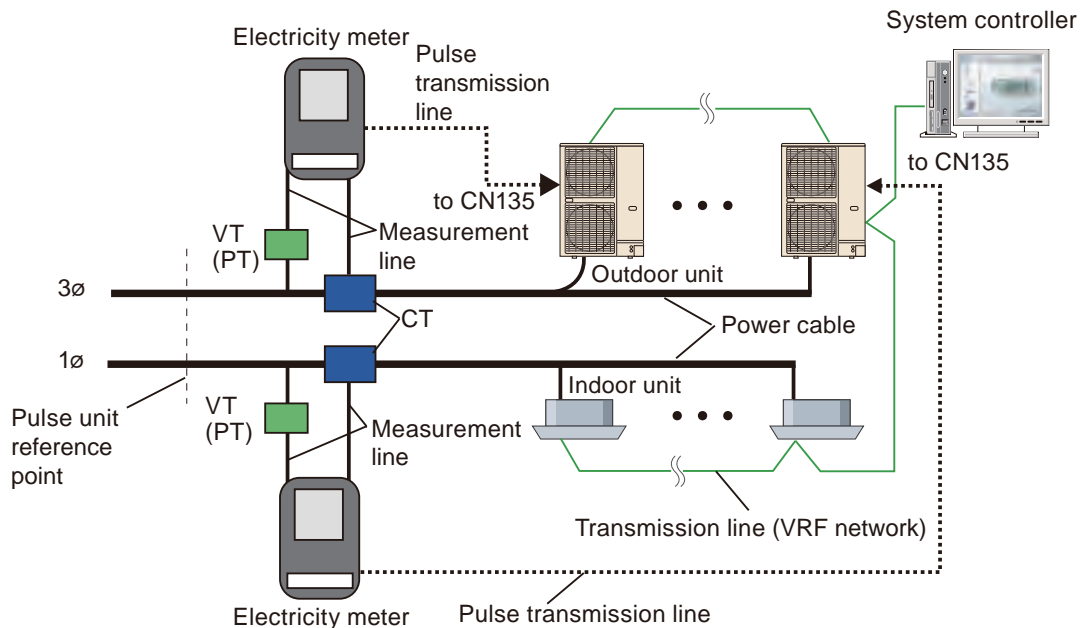 System controller
Electricity meter
Pulse
transmission
line
to CN135
to CN135
VT
(PT)
Measurement
line
Outdoor unit
3ø
CT
Power cable
1ø
Indoor unit
Pulse unit
reference
point
VT
(PT)
Measurement
line
Transmission line (VRF network)
Electricity meter
Pulse transmission line